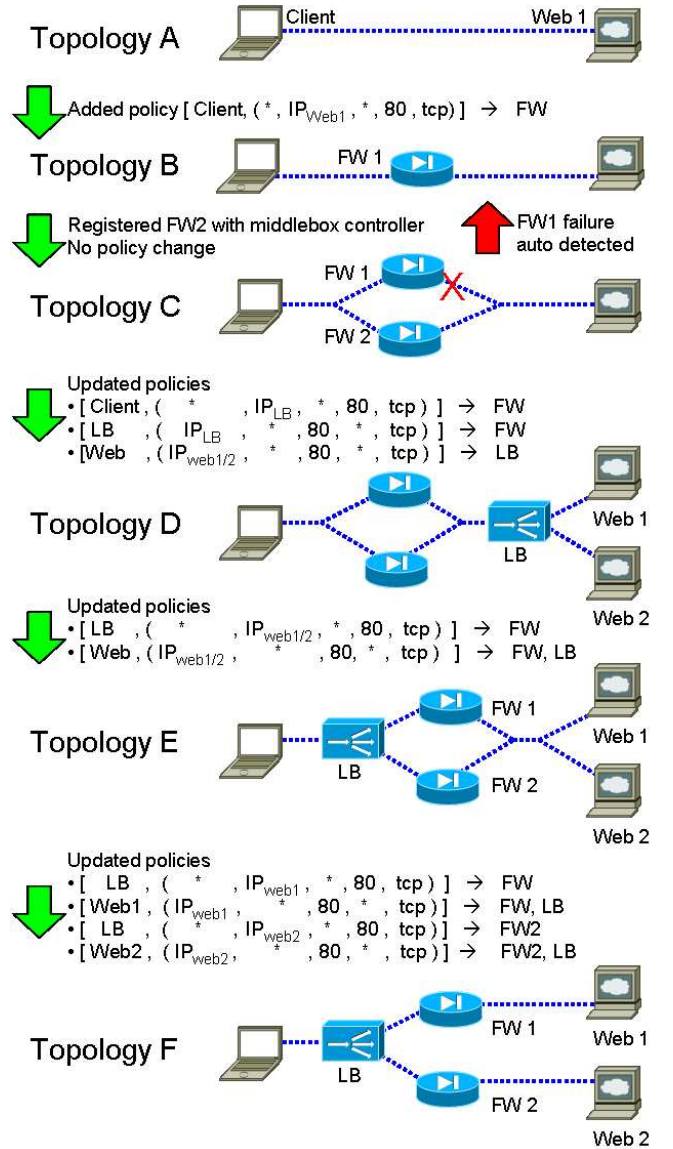 Topology A
Client
Web 1
Added policy [ Client, ( * , IPWeb1 , * , 80 , tcp) ] → FW
Topology B
FW 1
Registered FW2 with middlebox controller
No policy change
FW1 failure
auto detected
Topology C
FW 1
FW 2
Updated policies
• [ Client , ( * , IPLB , * , 80 , tcp ) ] → FW
• [ LB , ( IPLB , * , 80 , * , tcp ) ] → FW
• [Web , ( IPweb1/2 , * , 80 , * , tcp ) ] → LB
Topology D
LB
Web 1
Web 2
Updated policies
• [ LB , ( * , IPweb1/2 , * , 80 , tcp ) ] → FW
• [ Web , ( IPweb1/2 , * , 80, * , tcp ) ] → FW, LB
Topology E
LB
FW 1
FW 2
Web 1
Web 2
Updated policies
• [ LB , ( * , IPweb1 , * , 80 , tcp ) ] → FW
• [Web1 , ( IPweb1 , * , 80 , * , tcp ) ] → FW, LB
• [ LB , ( * , IPweb2 , * , 80 , tcp ) ] → FW2
• [Web2 , ( IPweb2, * , 80 , * , tcp ) ] → FW2, LB
Topology F
LB
FW 1
FW 2
Web 1
Web 2